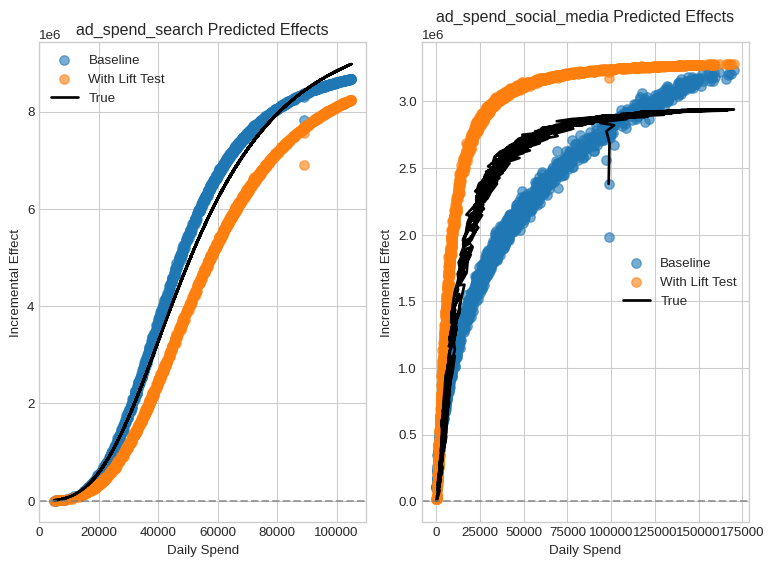 ad_spend_search Predicted Effects
1e6
Baseline
With Lift Test
True
8
6
4
2
0
Incremental Effect
0 20000 40000 60000 80000 100000
Daily Spend
ad_spend_social_media Predicted Effects
1e6
3.0
2.5
2.0
1.5
1.0
0.5
0.0
Incremental Effect
Baseline
With Lift Test
True
0 25000 50000 75000 100000 125000 150000 175000
Daily Spend